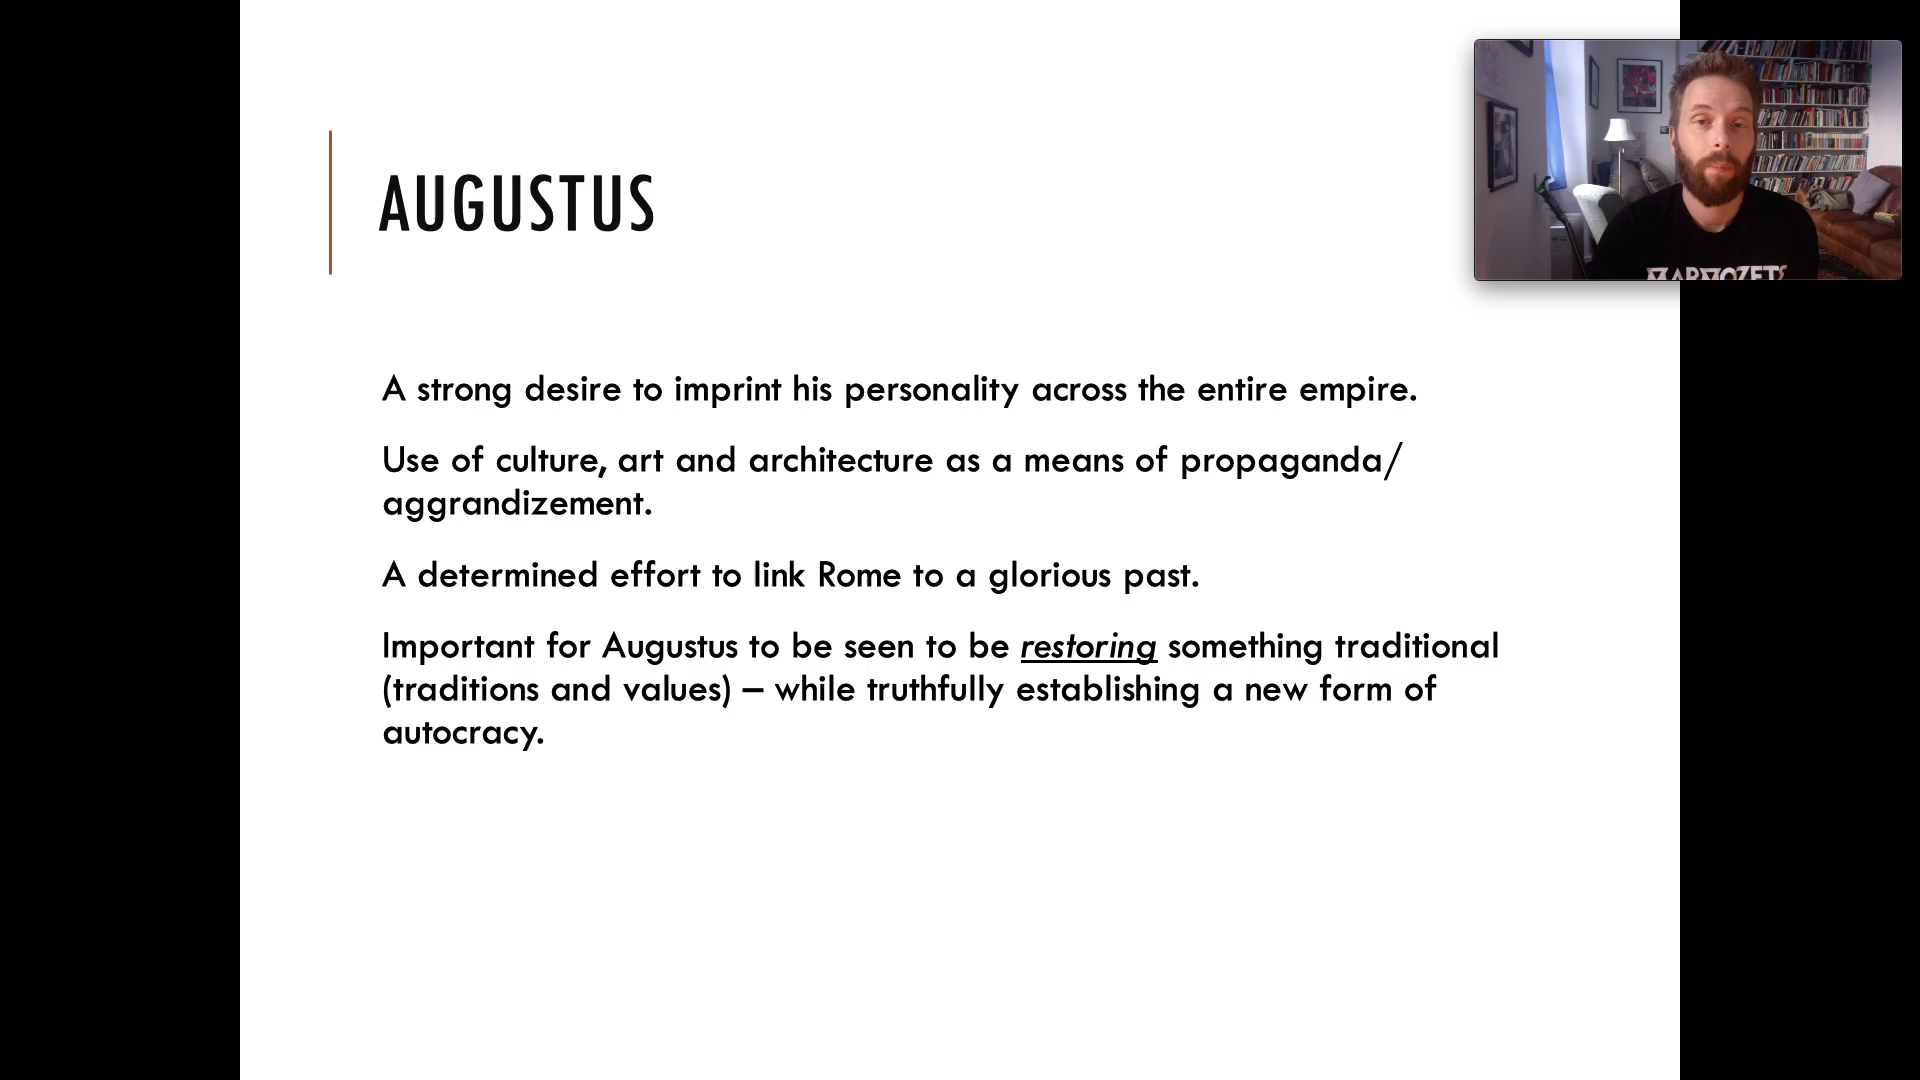 AUGUSTUS
A strong desire to imprint his personality across the entire empire.
Use of culture, art and architecture as a means of propaganda/
aggrandizement.
A determined effort to link Rome to a glorious past.
Important for Augustus to be seen to be restoring something traditional
(traditions and values) – while truthfully establishing a new form of
autocracy.
MARMOZETS